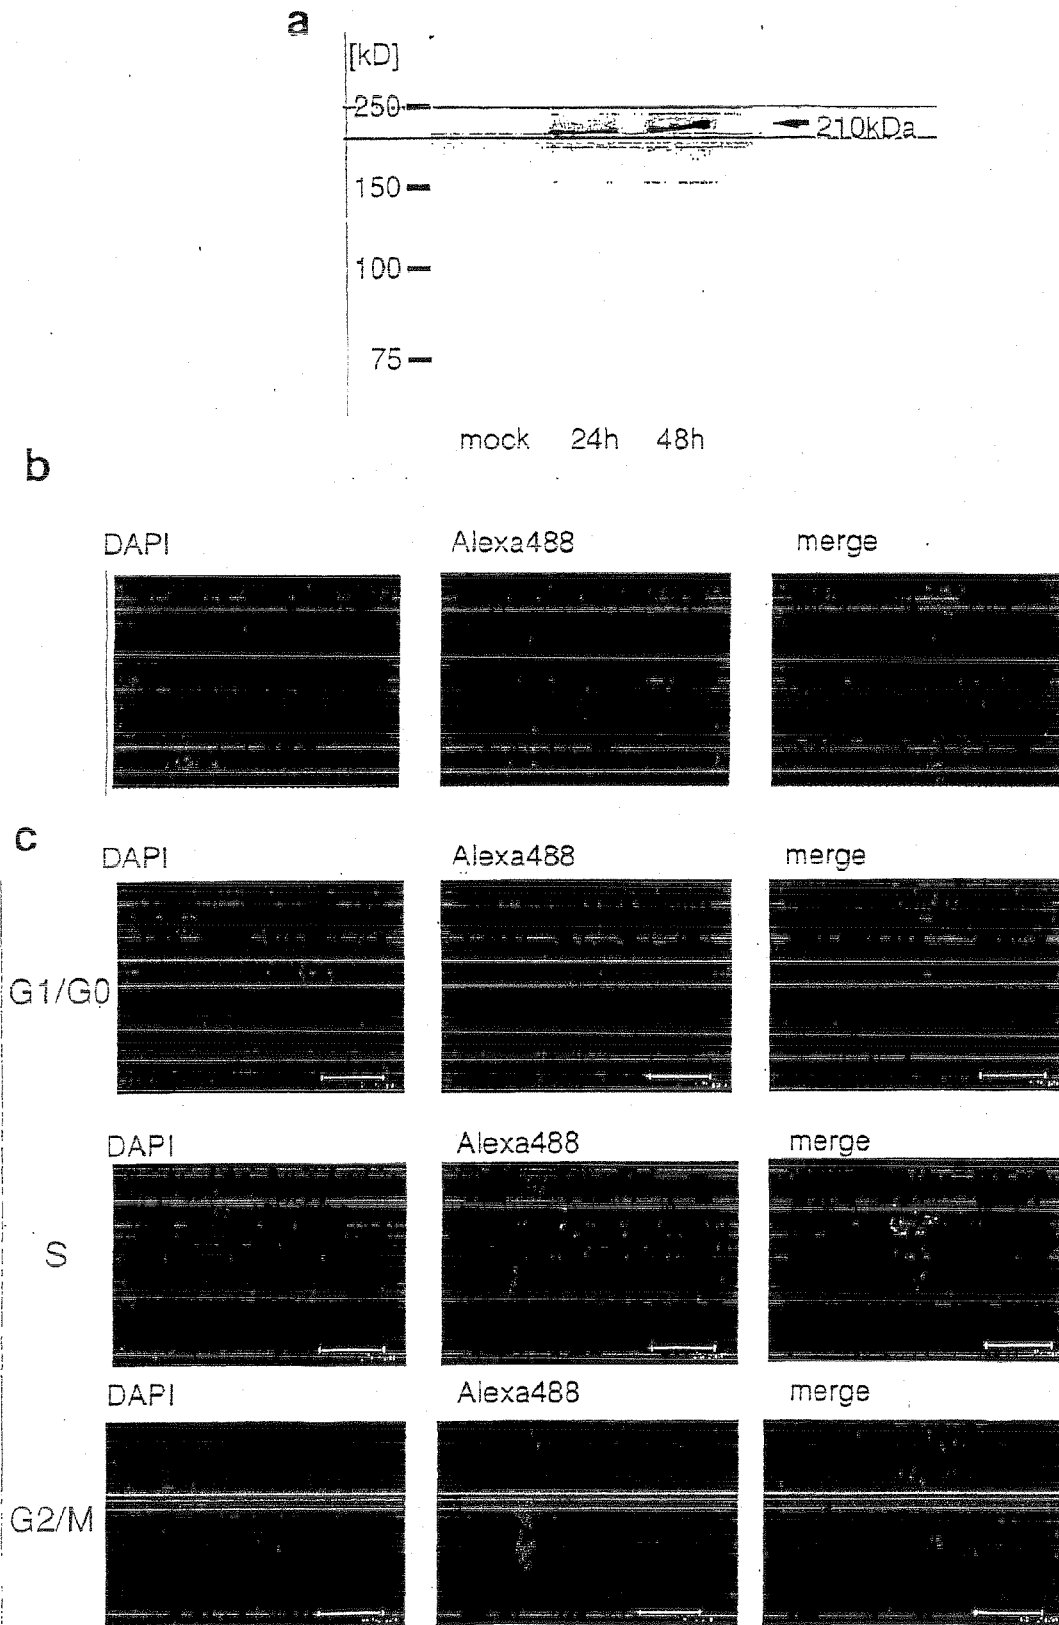 a
[kD]
250
210kDa
150
100
75
mock 24h 48h
b
DAPI Alexa488 merge
c
DAPI Alexa488 merge
G1/G0
DAPI Alexa488 merge
S
DAPI Alexa488 merge
G2/M